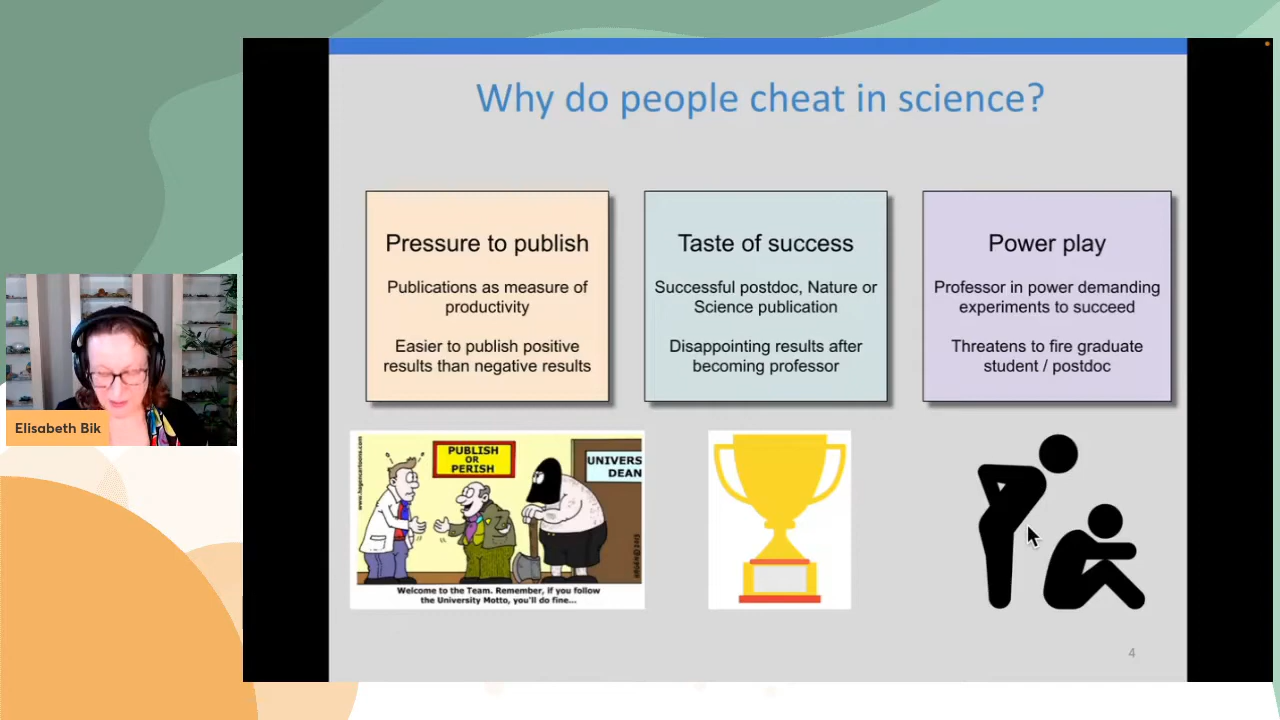 Why do people cheat in science?
Pressure to publish
Publications as measure of
productivity
Easier to publish positive
results than negative results
Taste of success
Successful postdoc, Nature or
Science publication
Disappointing results after
becoming professor
Power play
Professor in power demanding
experiments to succeed
Threatens to fire graduate
student / postdoc
Elisabeth Bik
www.hagencartoons.com
PUBLISH
OR
PERISH
UNIVERS
DEAN
Welcome to the Team. Remember, if you follow
the University Motto, you'll do fine...
4